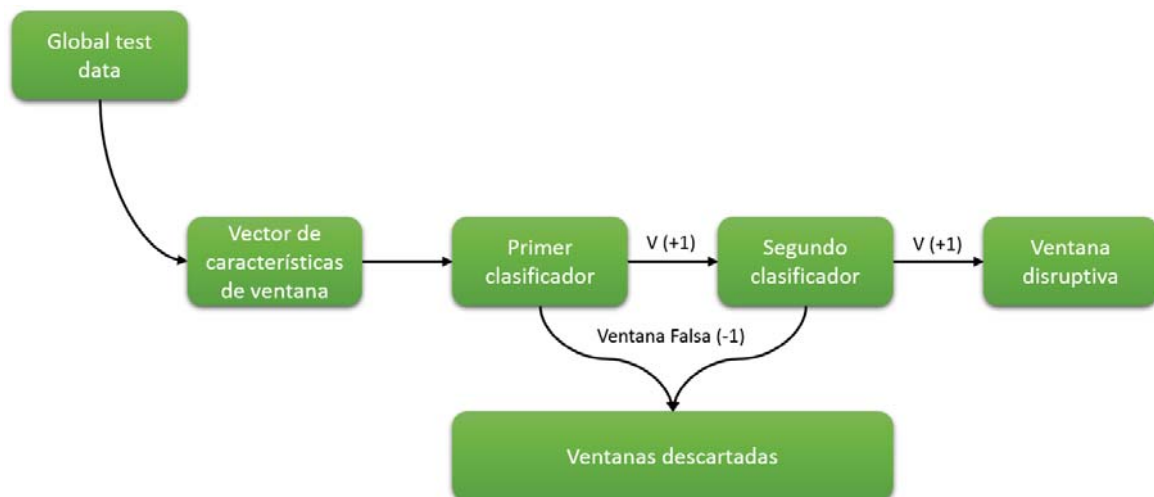 Global test
data
Vector de
características
de ventana
Primer
clasificador
V (+1)
Segundo
clasificador
V (+1)
Ventana
disruptiva
Ventana Falsa (-1)
Ventanas descartadas